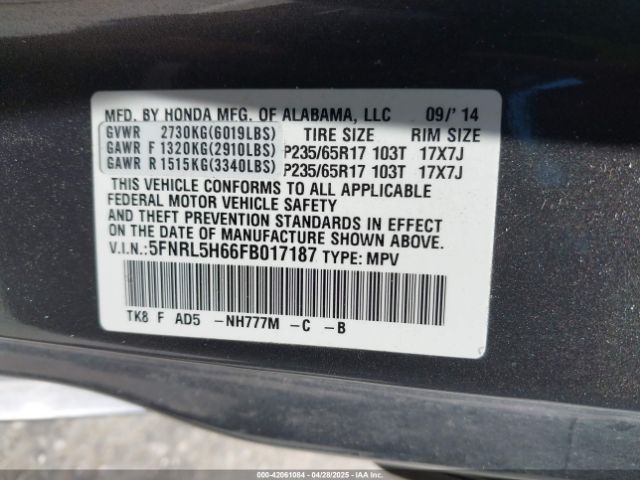 MFD. BY HONDA MFG. OF ALABAMA, LLC 09/' 14
GVWR 2730KG(6019LBS) TIRE SIZE RIM SIZE
GAWR F 1320KG(2910LBS) P235/65R17 103T 17X7J
GAWR R 1515KG(3340LBS) P235/65R17 103T 17X7J
THIS VEHICLE CONFORMS TO ALL APPLICABLE
FEDERAL MOTOR VEHICLE SAFETY
AND THEFT PREVENTION STANDARDS IN EFFECT
ON THE DATE OF MANUFACTURE SHOWN ABOVE.
V.I.N.:5FNRL5H66FB017187 TYPE: MPV
TK8 F AD5 -NH777M -C -B
000-42061084 04/28/2025 - IAAI.COM